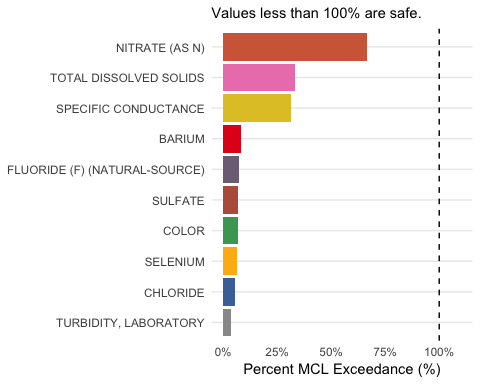 Values less than 100% are safe.
NITRATE (AS N)
TOTAL DISSOLVED SOLIDS
SPECIFIC CONDUCTANCE
BARIUM
FLUORIDE (F) (NATURAL-SOURCE)
SULFATE
COLOR
SELENIUM
CHLORIDE
TURBIDITY, LABORATORY
0% 25% 50% 75% 100%
Percent MCL Exceedance (%)